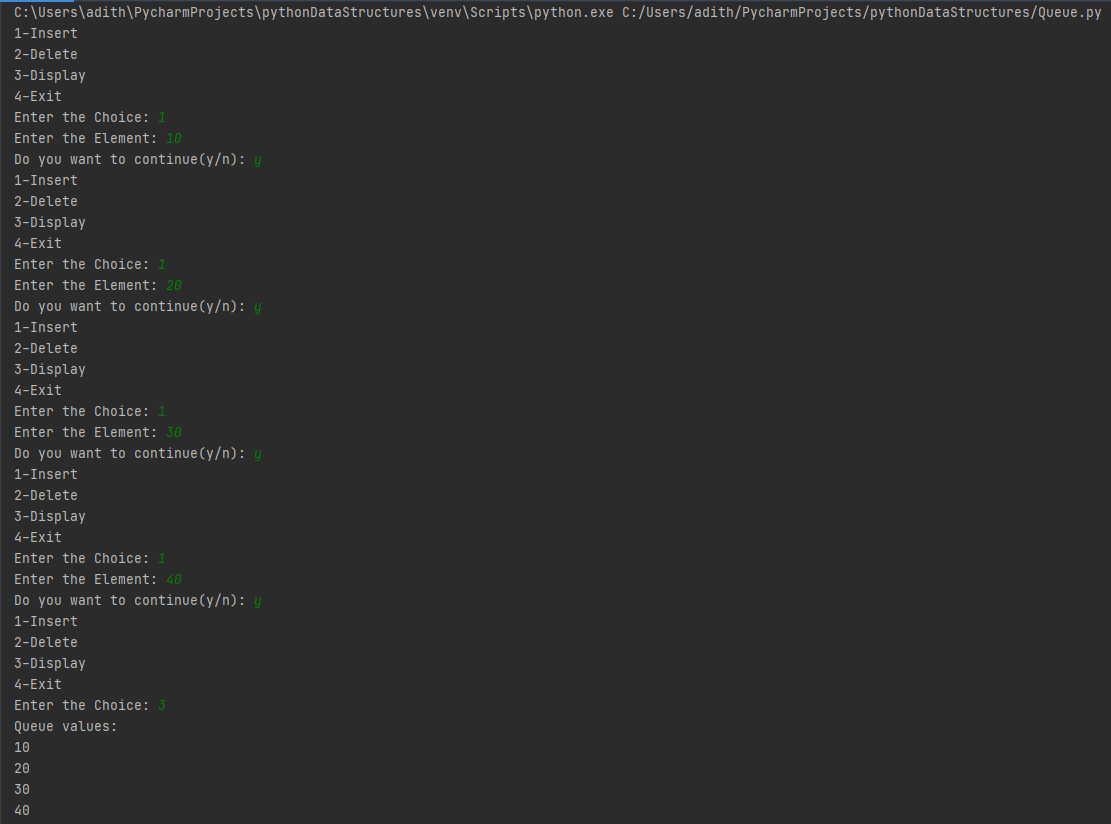 C:\Users\adith\PycharmProjects\pythonDataStructures\venv\Scripts\python.exe C:/Users/adith/PycharmProjects/pythonDataStructures/Queue.py
1-Insert
2-Delete
3-Display
4-Exit
Enter the Choice: 1
Enter the Element: 10
Do you want to continue(y/n): y
1-Insert
2-Delete
3-Display
4-Exit
Enter the Choice: 1
Enter the Element: 20
Do you want to continue(y/n): y
1-Insert
2-Delete
3-Display
4-Exit
Enter the Choice: 1
Enter the Element: 30
Do you want to continue(y/n): y
1-Insert
2-Delete
3-Display
4-Exit
Enter the Choice: 1
Enter the Element: 40
Do you want to continue(y/n): y
1-Insert
2-Delete
3-Display
4-Exit
Enter the Choice: 3
Queue values:
10
20
30
40